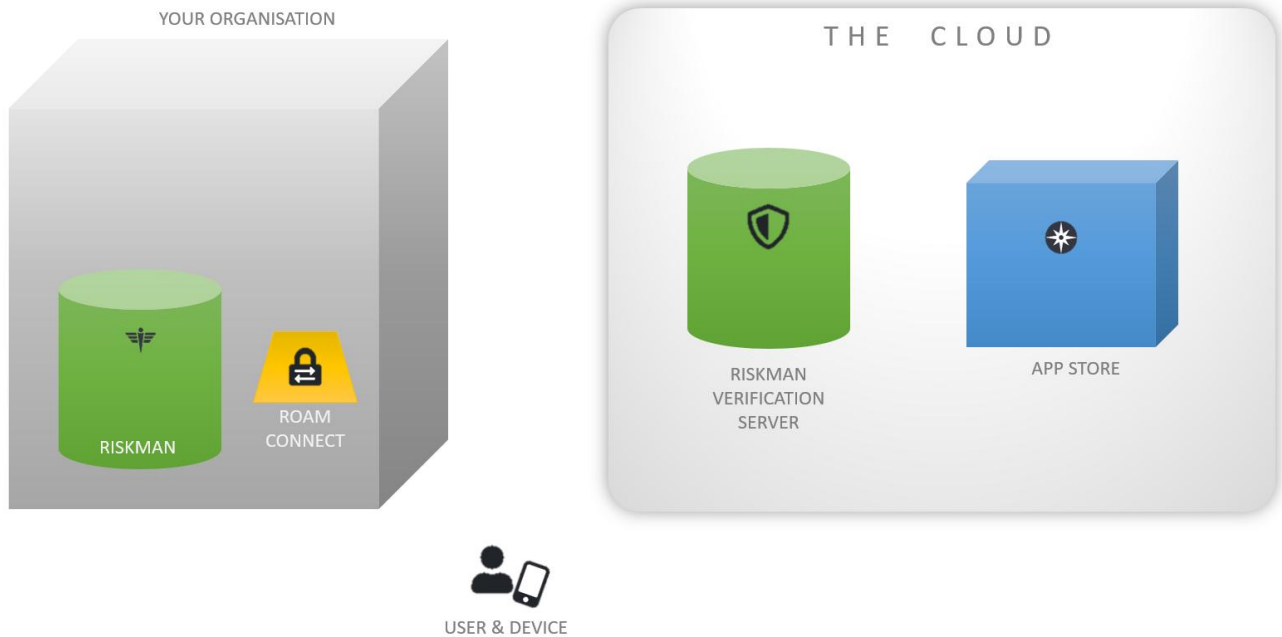 YOUR ORGANISATION
THE CLOUD
RISKMAN
ROAM
CONNECT
RISKMAN
VERIFICATION
SERVER
APP STORE
USER & DEVICE